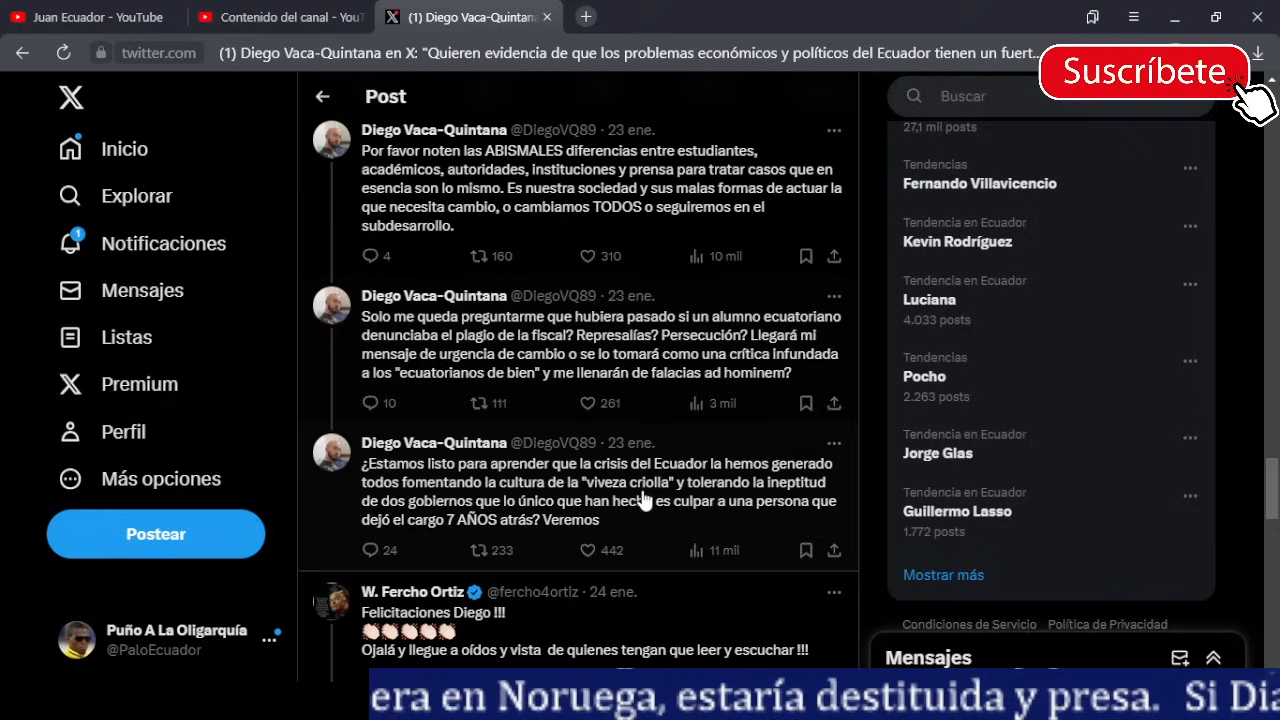 Juan Ecuador - YouTube
Contenido del canal - You
(1) Diego Vaca-Quintana
twitter.com
(1) Diego Vaca-Quintana en X: "Quieren evidencia de que los problemas económicos y políticos del Ecuador tienen un fuert...
Suscríbete
Post
Buscar
Inicio
Explorar
Notificaciones
1
Mensajes
Listas
Premium
Perfil
Más opciones
Postear
Puño A La Oligarquía
@PaloEcuador
Diego Vaca-Quintana @DIegoVQ89 · 23 ene.
Por favor noten las ABISMALES diferencias entre estudiantes,
académicos, autoridades, instituciones y prensa para tratar casos que en
esencia son lo mismo. Es nuestra sociedad y sus malas formas de actuar la
que necesita cambio, o cambiamos TODOS o seguiremos en el
subdesarrollo.
4 160 310 10 mil
Diego Vaca-Quintana @DIegoVQ89 · 23 ene.
Solo me queda preguntarme que hubiera pasado si un alumno ecuatoriano
denunciaba el plagio de la fiscal? Represalías? Persecución? Llegará mi
mensaje de urgencia de cambio o se lo tomará como una crítica infundada
a los "ecuatorianos de bien" y me llenarán de falacias ad hominem?
10 111 261 3 mil
Diego Vaca-Quintana @DIegoVQ89 · 23 ene.
¿Estamos listo para aprender que la crisis del Ecuador la hemos generado
todos fomentando la cultura de la "viveza criolla" y tolerando la ineptitud
de dos gobiernos que lo único que han hecho es culpar a una persona que
dejó el cargo 7 AÑOS atrás? Veremos
24 233 442 11 mil
W. Fercho Ortiz @fercho4ortiz · 24 ene.
Felicitaciones Diego !!!
Ojalá y llegue a oídos y vista de quienes tengan que leer y escuchar !!!
27,1 mil posts
Tendencias
Fernando Villavicencio
Tendencia en Ecuador
Kevin Rodríguez
Tendencia en Ecuador
Luciana
4.033 posts
Tendencias
Pocho
2.263 posts
Tendencia en Ecuador
Jorge Glas
Tendencia en Ecuador
Guillermo Lasso
1.772 posts
Mostrar más
Condiciones de Servicio Política de Privacidad
Mensajes
era en Noruega, estaría destituida y presa. Si Dia